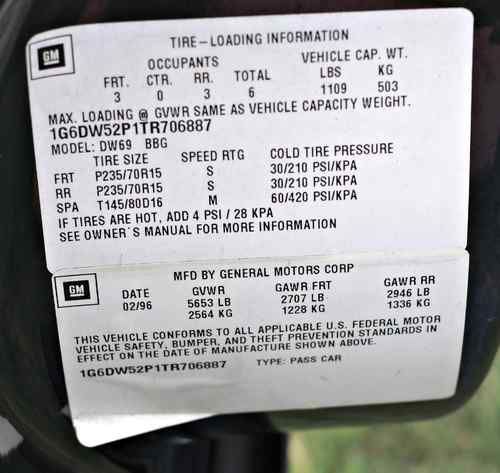 GM
TIRE-LOADING INFORMATION
OCCUPANTS VEHICLE CAP. WT.
FRT. CTR. RR. TOTAL LBS KG
3 0 3 6 1109 503
MAX. LOADING @ GVWR SAME AS VEHICLE CAPACITY WEIGHT.
1G6DW52P1TR706887
MODEL: DW69 BBG
TIRE SIZE SPEED RTG COLD TIRE PRESSURE
FRT P235/70R15 S 30/210 PSI/KPA
RR P235/70R15 S 30/210 PSI/KPA
SPA T145/80D16 M 60/420 PSI/KPA
IF TIRES ARE HOT, ADD 4 PSI / 28 KPA
SEE OWNER'S MANUAL FOR MORE INFORMATION
GM
MFD BY GENERAL MOTORS CORP
DATE GVWR GAWR FRT GAWR RR
02/96 5653 LB 2707 LB 2946 LB
2564 KG 1228 KG 1336 KG
THIS VEHICLE CONFORMS TO ALL APPLICABLE U.S. FEDERAL MOTOR
VEHICLE SAFETY, BUMPER, AND THEFT PREVENTION STANDARDS IN
EFFECT ON THE DATE OF MANUFACTURE SHOWN ABOVE.
1G6DW52P1TR706887 TYPE: PASS CAR